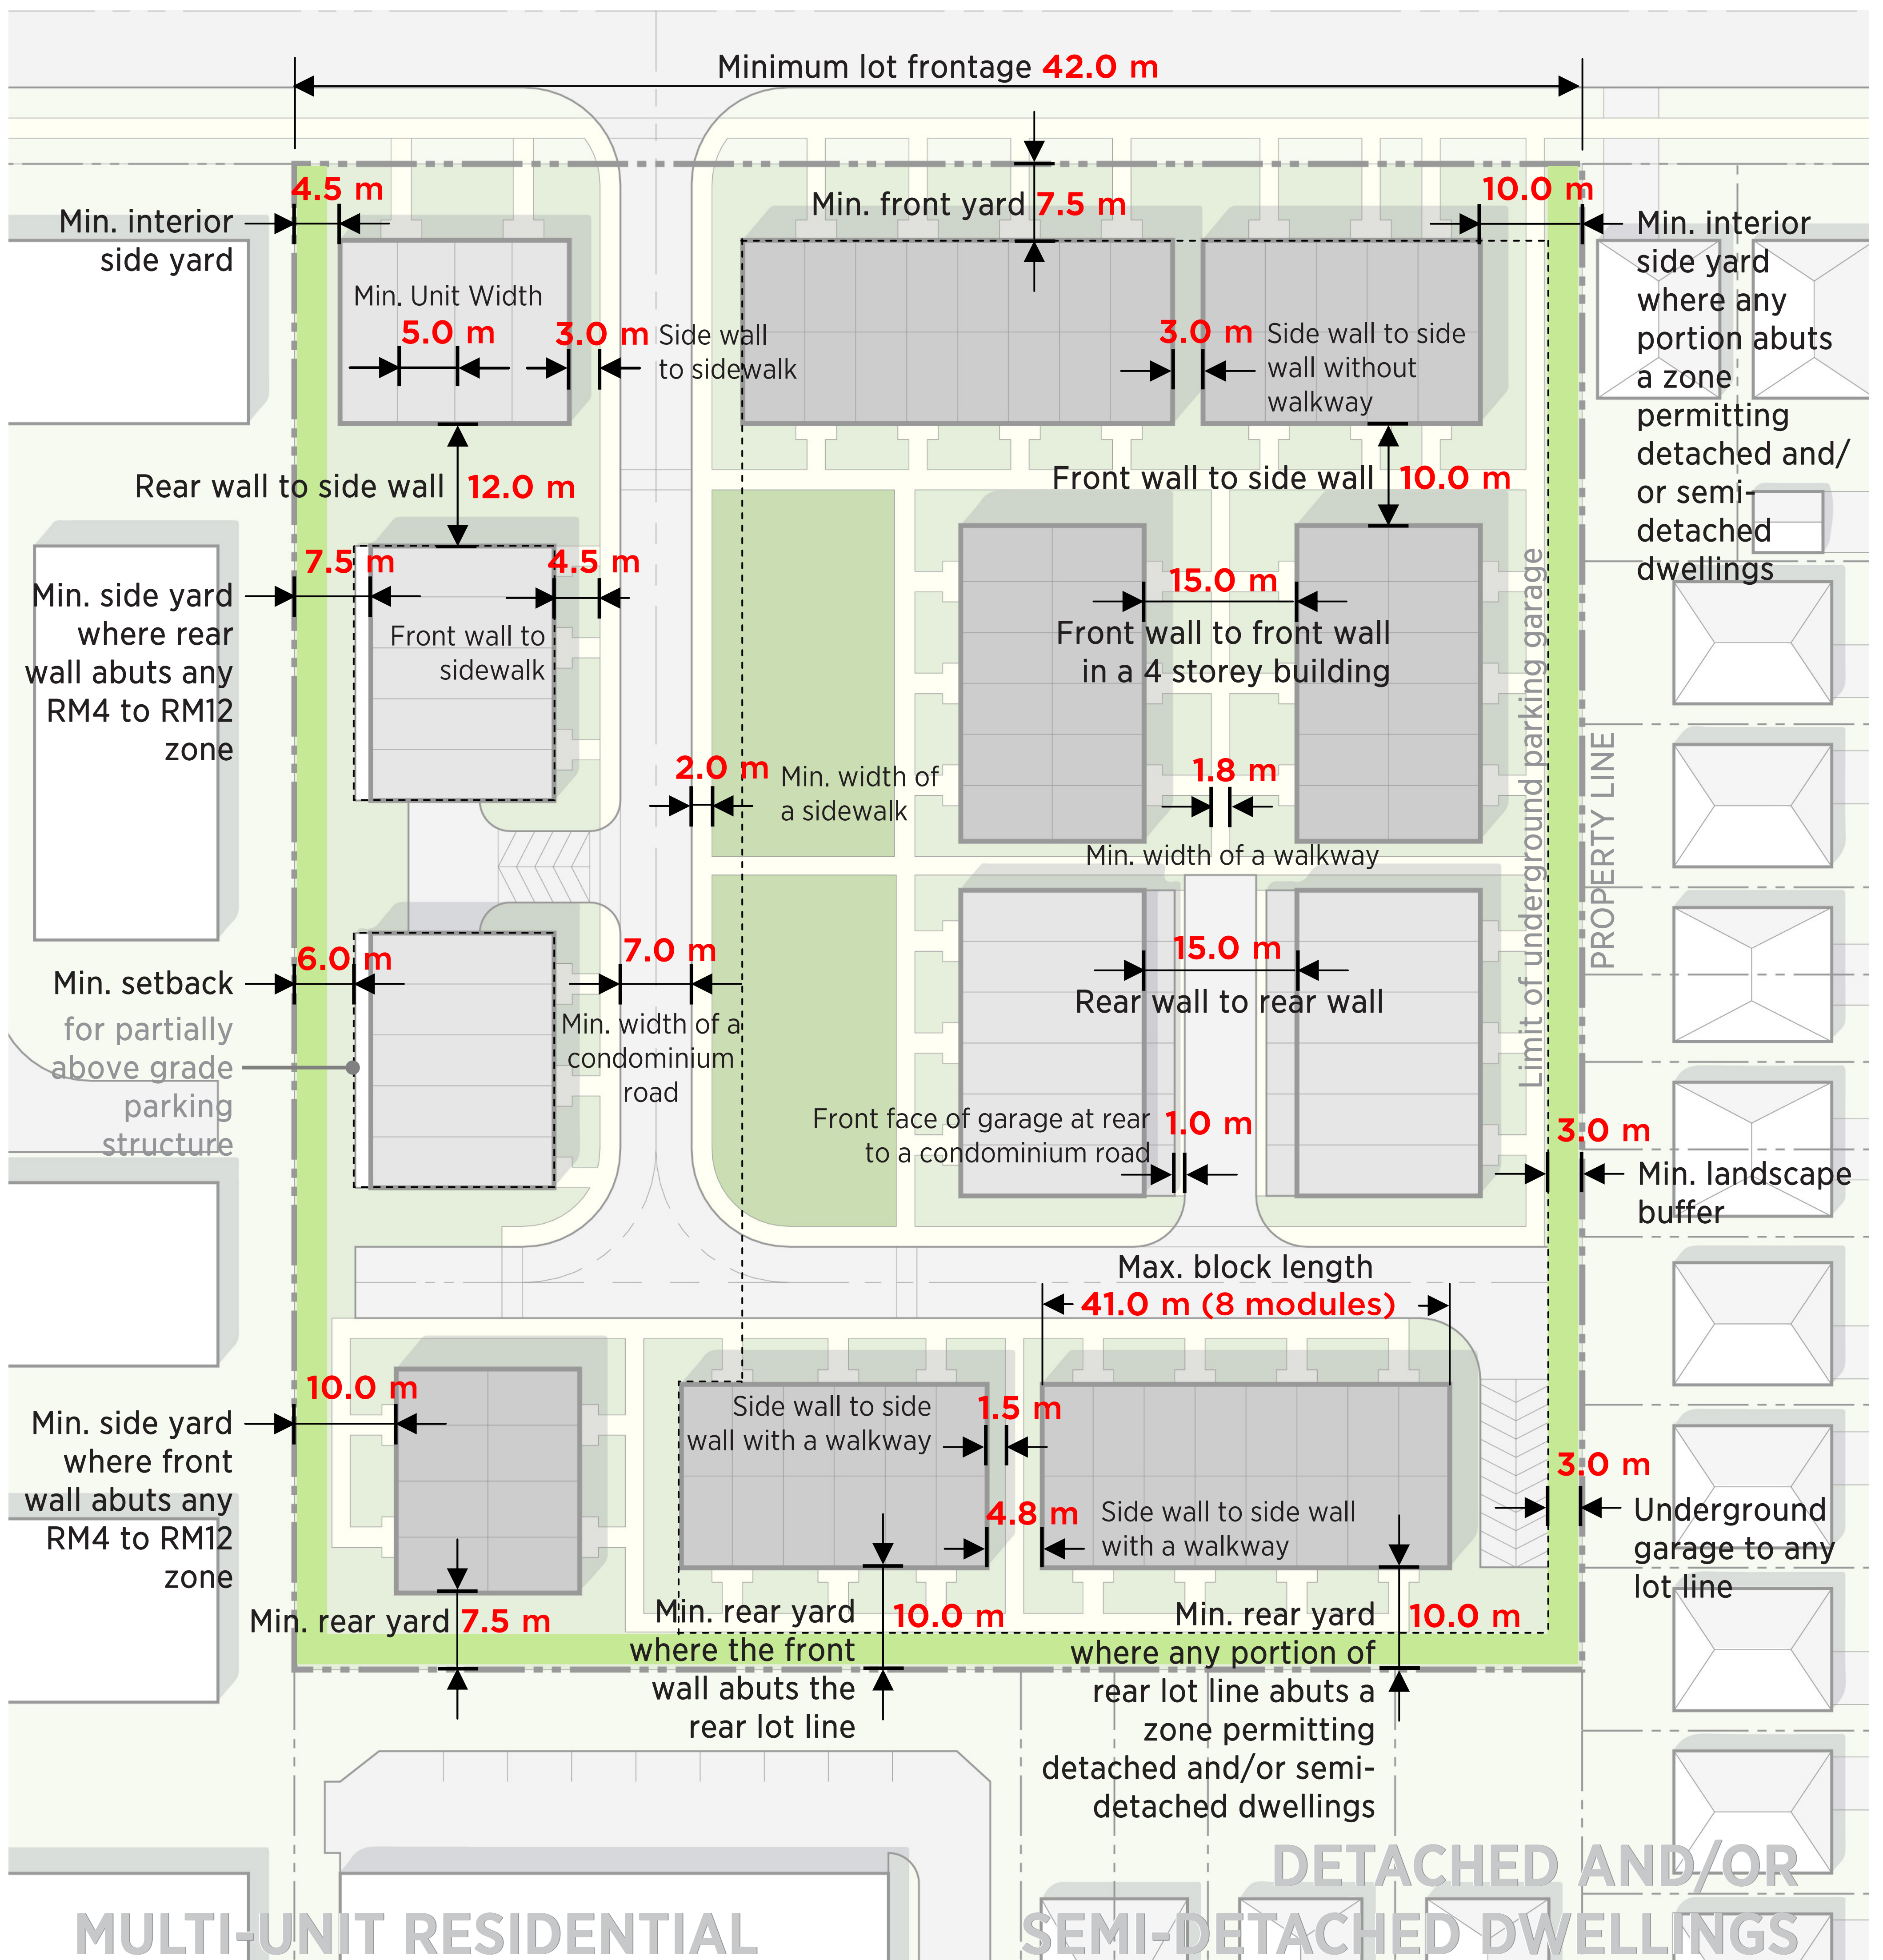 Minimum lot frontage 42.0 m
4.5 m
Min. interior
side yard
Min. front yard 7.5 m
10.0 m
Min. interior
side yard
where any
portion abuts
a zone
permitting
detached and/
or semi-
detached
dwellings
Min. Unit Width
5.0 m
3.0 m Side wall
to sidewalk
3.0 m Side wall to side
wall without
walkway
Rear wall to side wall 12.0 m
Front wall to side wall 10.0 m
7.5 m
Min. side yard
where rear
wall abuts any
RM4 to RM12
zone
4.5 m
Front wall to
sidewalk
15.0 m
Front wall to front wall
in a 4 storey building
Limit of underground parking garage
PROPERTY LINE
2.0 m Min. width of
a sidewalk
1.8 m
Min. width of a walkway
6.0 m
Min. setback
for partially
above grade
parking
structure
7.0 m
Min. width of a
condominium
road
15.0 m
Rear wall to rear wall
Front face of garage at rear
to a condominium road
1.0 m
3.0 m
Min. landscape
buffer
Max. block length
41.0 m (8 modules)
10.0 m
Min. side yard
where front
wall abuts any
RM4 to RM12
zone
Side wall to side
wall with a walkway
1.5 m
4.8 m Side wall to side wall
with a walkway
3.0 m
Underground
garage to any
lot line
Min. rear yard 7.5 m
Min. rear yard
where the front
wall abuts the
rear lot line
10.0 m
Min. rear yard
where any portion of
rear lot line abuts a
zone permitting
detached and/or semi-
detached dwellings
10.0 m
MULTI-UNIT RESIDENTIAL
DETACHED AND/OR
SEMI-DETACHED DWELLINGS